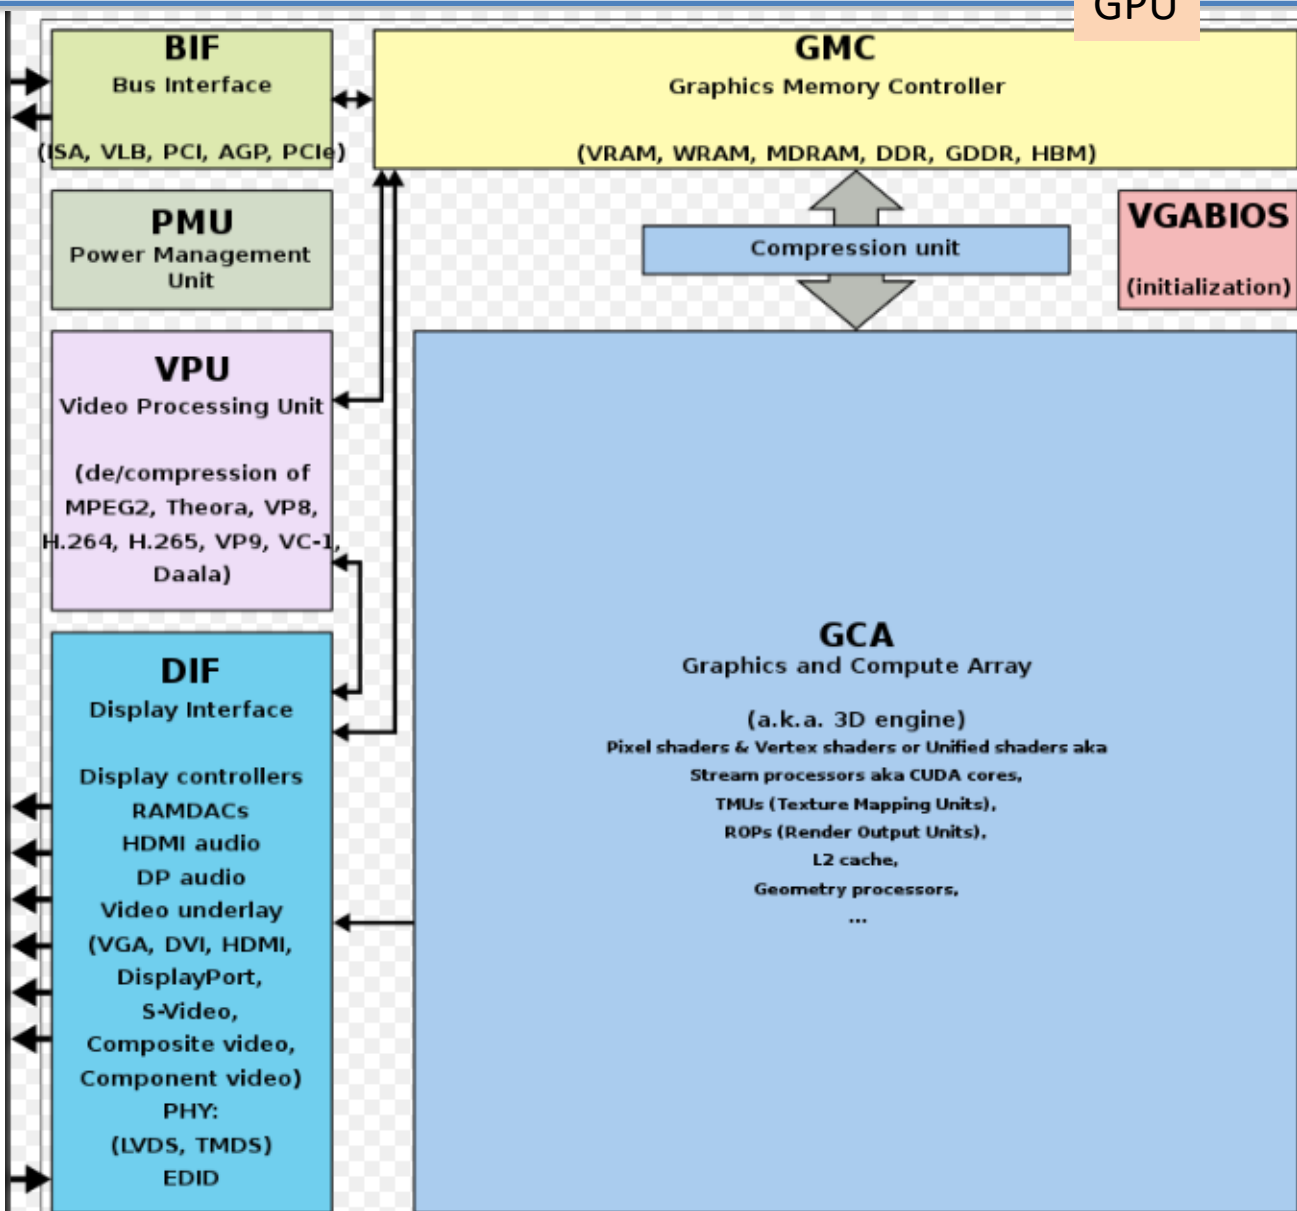 GPU
BIF
Bus Interface
(ISA, VLB, PCI, AGP, PCIe)
GMC
Graphics Memory Controller
(VRAM, WRAM, MDRAM, DDR, GDDR, HBM)
PMU
Power Management
Unit
Compression unit
VGABIOS
(initialization)
VPU
Video Processing Unit
(de/compression of
MPEG2, Theora, VP8,
H.264, H.265, VP9, VC-1,
Daala)
DIF
Display Interface
Display controllers
RAMDACs
HDMI audio
DP audio
Video underlay
(VGA, DVI, HDMI,
DisplayPort,
S-Video,
Composite video,
Component video)
PHY:
(LVDS, TMDS)
EDID
GCA
Graphics and Compute Array
(a.k.a. 3D engine)
Pixel shaders & Vertex shaders or Unified shaders aka
Stream processors aka CUDA cores,
TMUs (Texture Mapping Units),
ROPs (Render Output Units),
L2 cache,
Geometry processors,
...